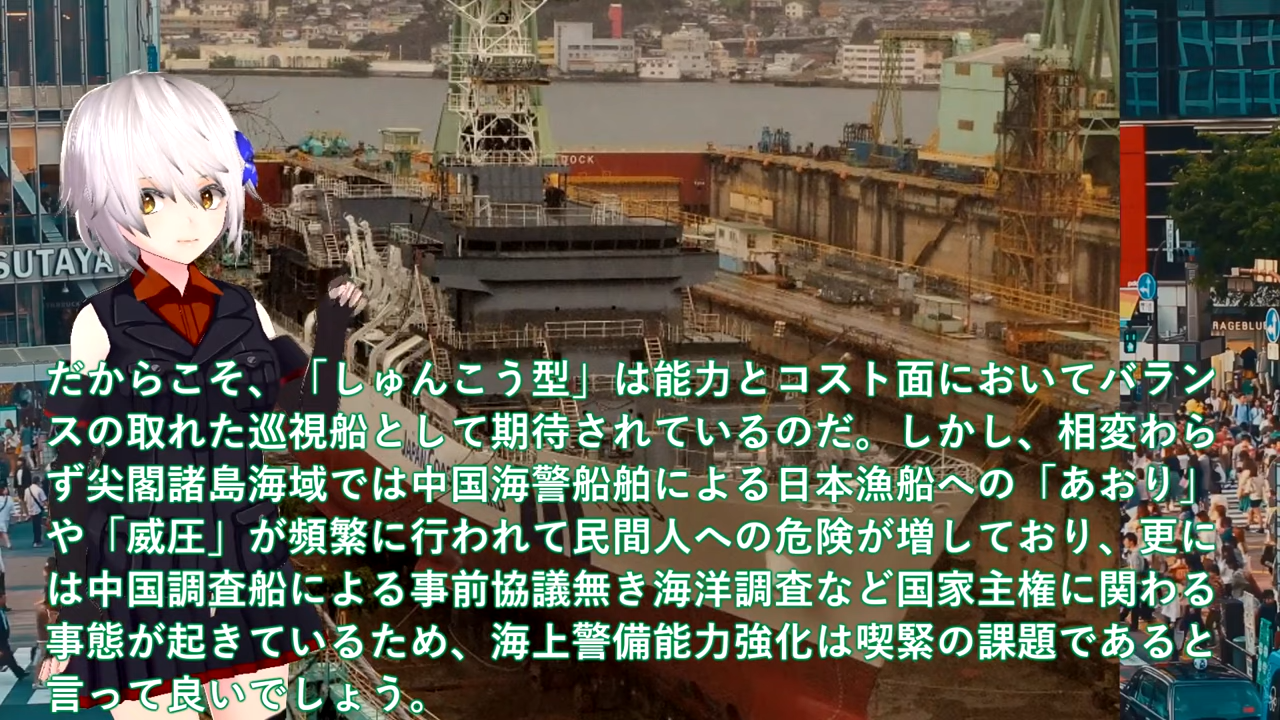 SUTAYA
DOCK
RAGEBLU
だからこそ、「しゅんこう型」は能力とコスト面においてバラン
スの取れた巡視船として期待されているのだ。しかし、相変わら
ず尖閣諸島海域では中国海警船舶による日本漁船への「あおり」
や「威圧」が頻繁に行われて民間人への危険が増しており、更に
は中国調査船による事前協議無き海洋調査など国家主権に関わる
事態が起きているため、海上警備能力強化は喫緊の課題であると
言って良いでしょう。